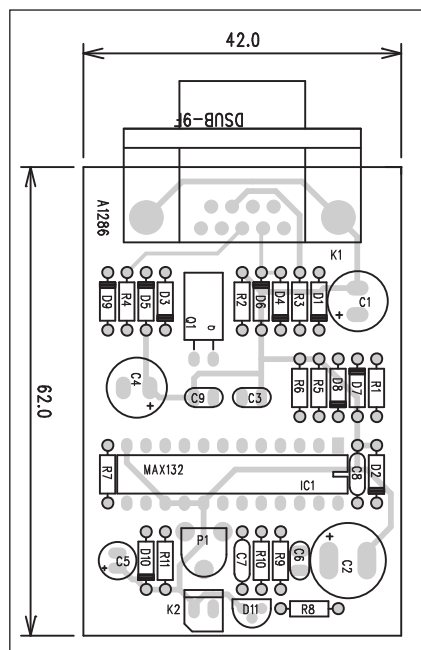 42.0
DSUB-9F
A1286
K1
D9 R4 D5 D3 Q1 R2 D6 D4 R3 D1 C1
+
62.0
C4 C9 C3 R6 R5 D8 D7 R1
+
R7 MAX132 IC1 C8 D2
+
C5 D10 R11 P1 C7 R10 R9 C6 C2
+
K2 D11 R8